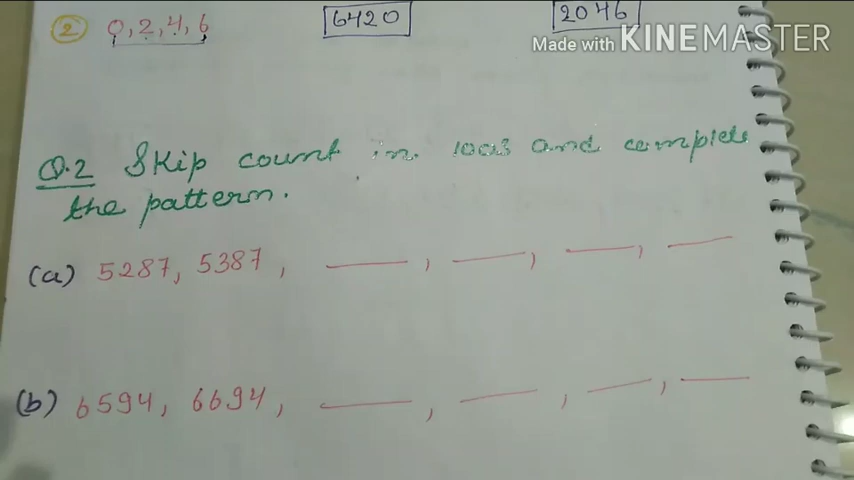 2 0, 2, 4, 6 6420 2046
Made with KINEMASTER
Q.2 Skip count in 100s and complete
the pattern.
(a) 5287, 5387, ___, ___, ___, ___
(b) 6594, 6694, ___, ___, ___, ___